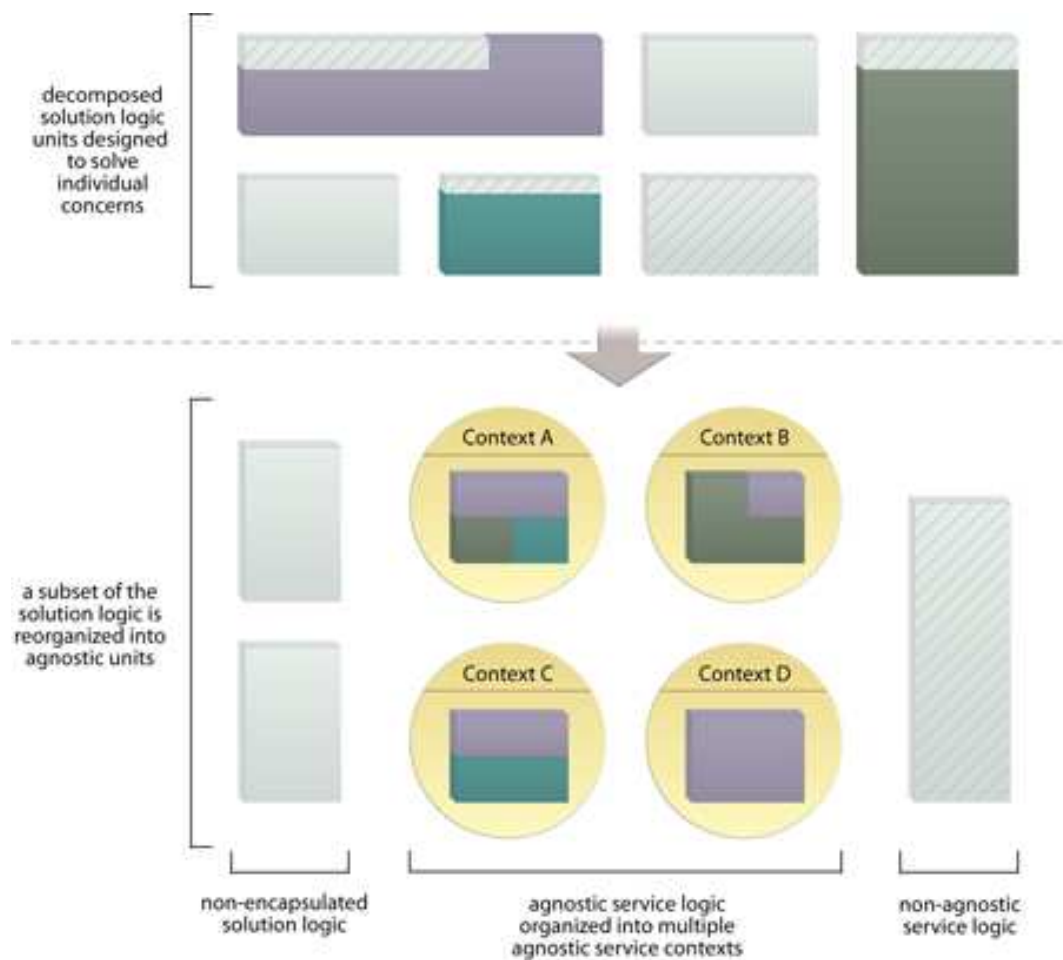 decomposed
solution logic
units designed
to solve
individual
concerns
Context A
Context B
a subset of the
solution logic is
reorganized into
agnostic units
Context C
Context D
non-encapsulated
solution logic
agnostic service logic
organized into multiple
agnostic service contexts
non-agnostic
service logic